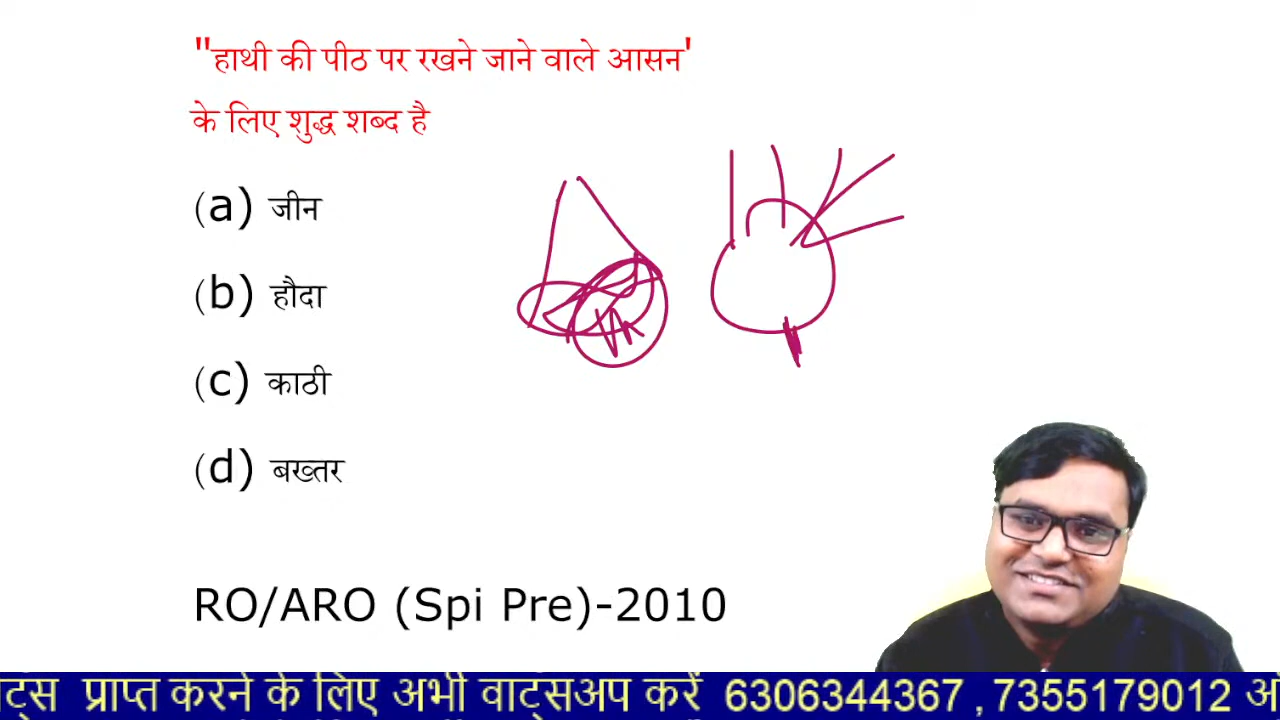 "हाथी की पीठ पर रखने जाने वाले आसन'
के लिए शुद्ध शब्द है
(a) जीन
(b) हौदा
(c) काठी
(d) बख्तर
RO/ARO (Spi Pre)-2010
प्राप्त करने के लिए अभी वाट्सअप करें 6306344367 ,7355179012